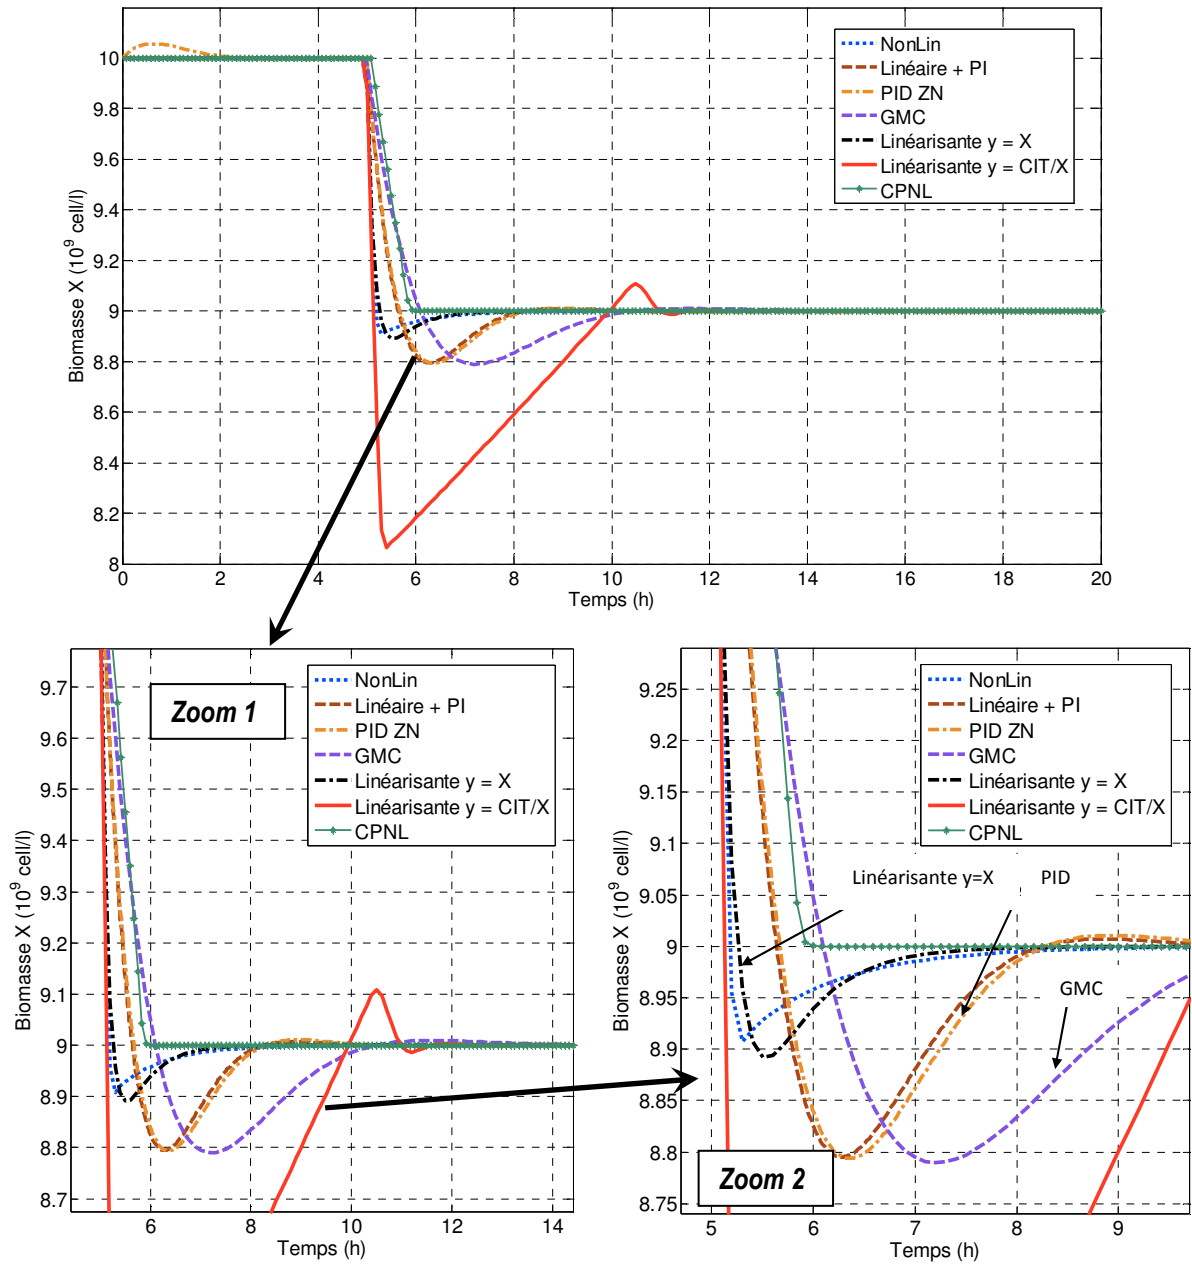 10
9.8
9.6
9.4
9.2
9
8.8
8.6
8.4
8.2
8
Biomasse X (10^9 cell/l)
NonLin
Linéaire + PI
PID ZN
GMC
Linéarisante y = X
Linéarisante y = CIT/X
CPNL
0 2 4 6 8 10 12 14 16 18 20
Temps (h)
9.7
9.6
9.5
9.4
9.3
9.2
9.1
9
8.9
8.8
8.7
Biomasse X (10^9 cell/l)
Zoom 1
NonLin
Linéaire + PI
PID ZN
GMC
Linéarisante y = X
Linéarisante y = CIT/X
CPNL
6 8 10 12 14
Temps (h)
9.25
9.2
9.15
9.1
9.05
9
8.95
8.9
8.85
8.8
8.75
Biomasse X (10^9 cell/l)
NonLin
Linéaire + PI
PID ZN
GMC
Linéarisante y = X
Linéarisante y = CIT/X
CPNL
Linéarisante y=X PID
GMC
Zoom 2
5 6 7 8 9
Temps (h)